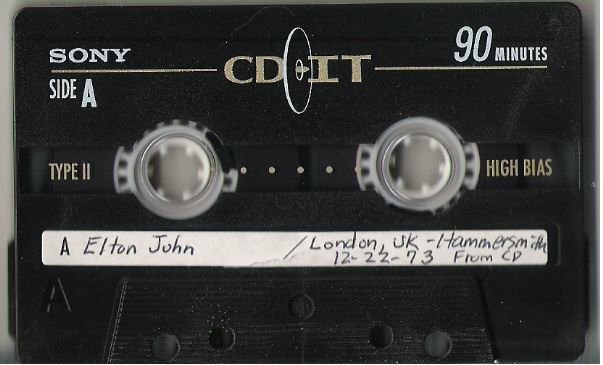 SONY
CD IT
90 MINUTES
SIDE A
TYPE II
HIGH BIAS
A Elton John / London, UK - Hammersmith
12-22-73 From CD
A